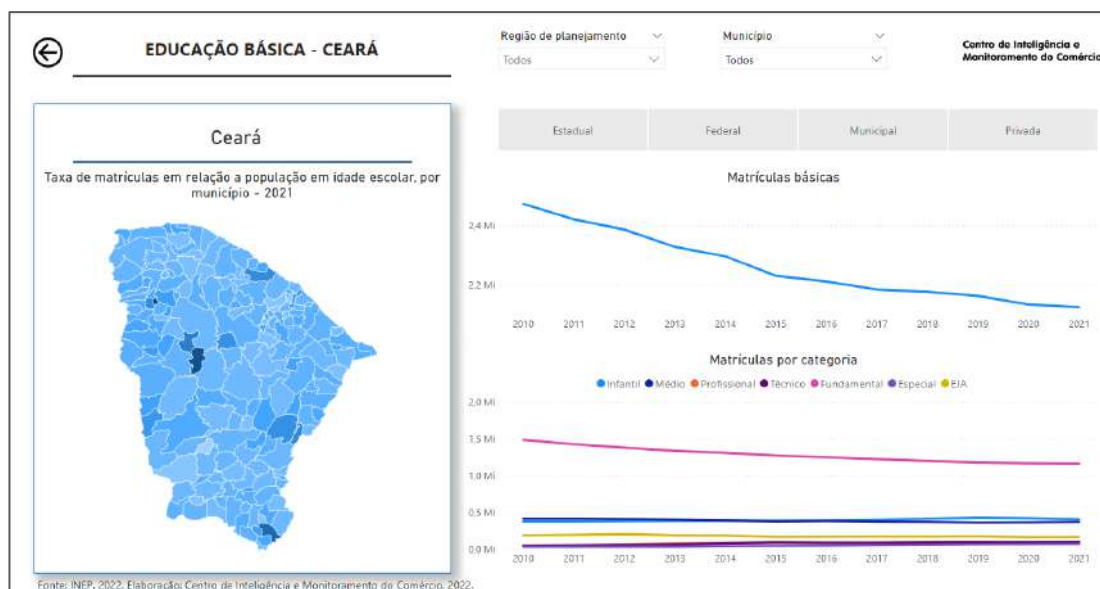 EDUCAÇÃO BÁSICA - CEARÁ
Região de planejamento
Todos
Município
Todos
Centro de Inteligência e
Monitoramento do Comércio
Ceará
Taxa de matrículas em relação a população em idade escolar, por
município - 2021
Fonte: INEP, 2022. Elaboração: Centro de Inteligência e Monitoramento do Comércio, 2022.
Estadual
Federal
Municipal
Privada
Matrículas básicas
2,4 Mi
2,2 Mi
2010 2011 2012 2013 2014 2015 2016 2017 2018 2019 2020 2021
Matrículas por categoria
Infantil Médio Profissional Técnico Fundamental Especial EJA
2,0 Mi
1,5 Mi
1,0 Mi
0,5 Mi
0,0 Mi
2010 2011 2012 2013 2014 2015 2016 2017 2018 2019 2020 2021